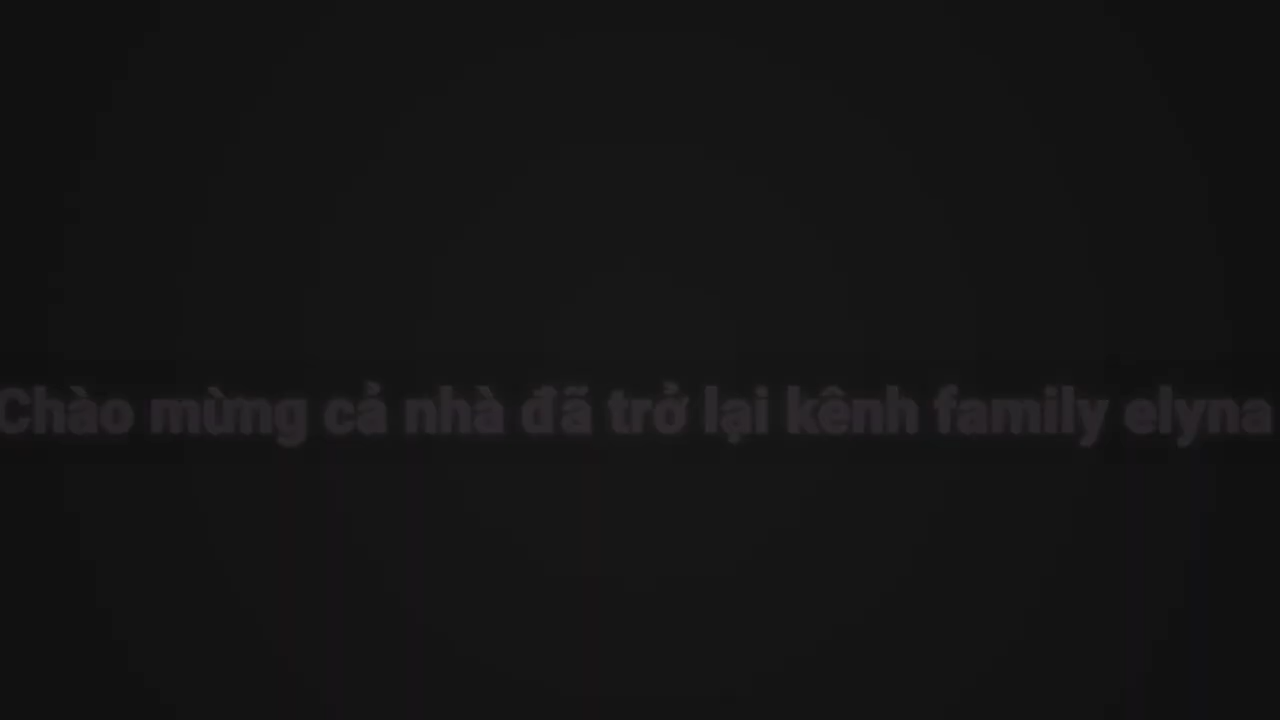 Chào mừng cả nhà đã trở lại kênh family elyna